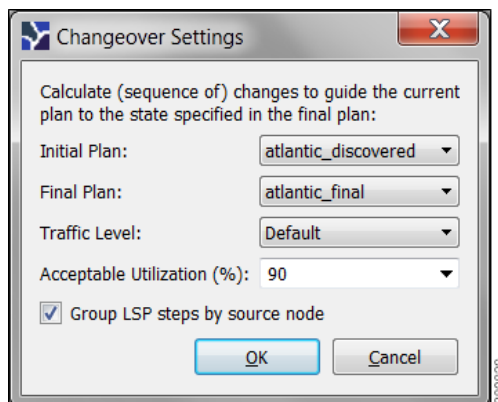 Changeover Settings
Calculate (sequence of) changes to guide the current
plan to the state specified in the final plan:
Initial Plan: atlantic_discovered
Final Plan: atlantic_final
Traffic Level: Default
Acceptable Utilization (%): 90
Group LSP steps by source node
OK Cancel